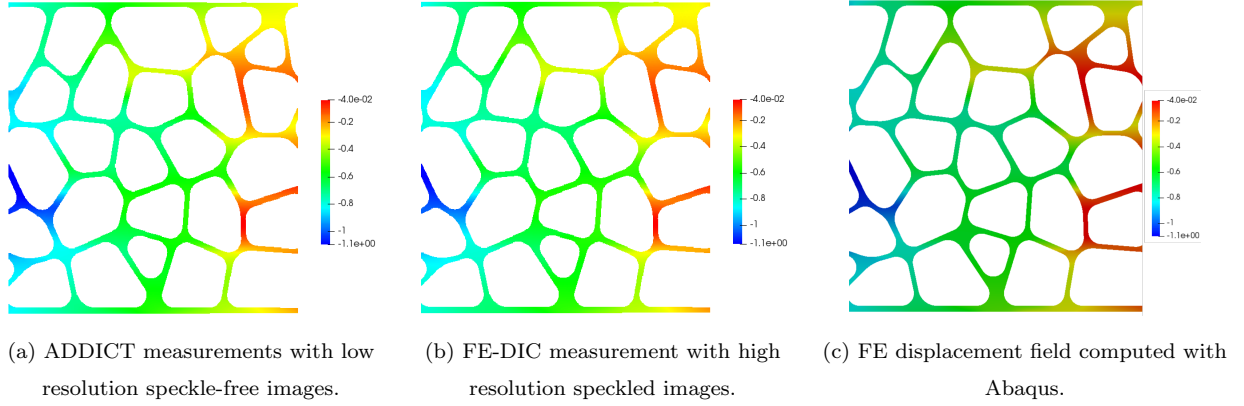 -4.0e-02
-0.2
-0.4
-0.6
-0.8
-1
-1.1e+00
-4.0e-02
-0.2
-0.4
-0.6
-0.8
-1
-1.1e+00
-4.0e-02
-0.2
-0.4
-0.6
-0.8
-1
-1.1e+00
(a) ADDICT measurements with low
resolution speckle-free images.
(b) FE-DIC measurement with high
resolution speckled images.
(c) FE displacement field computed with
Abaqus.